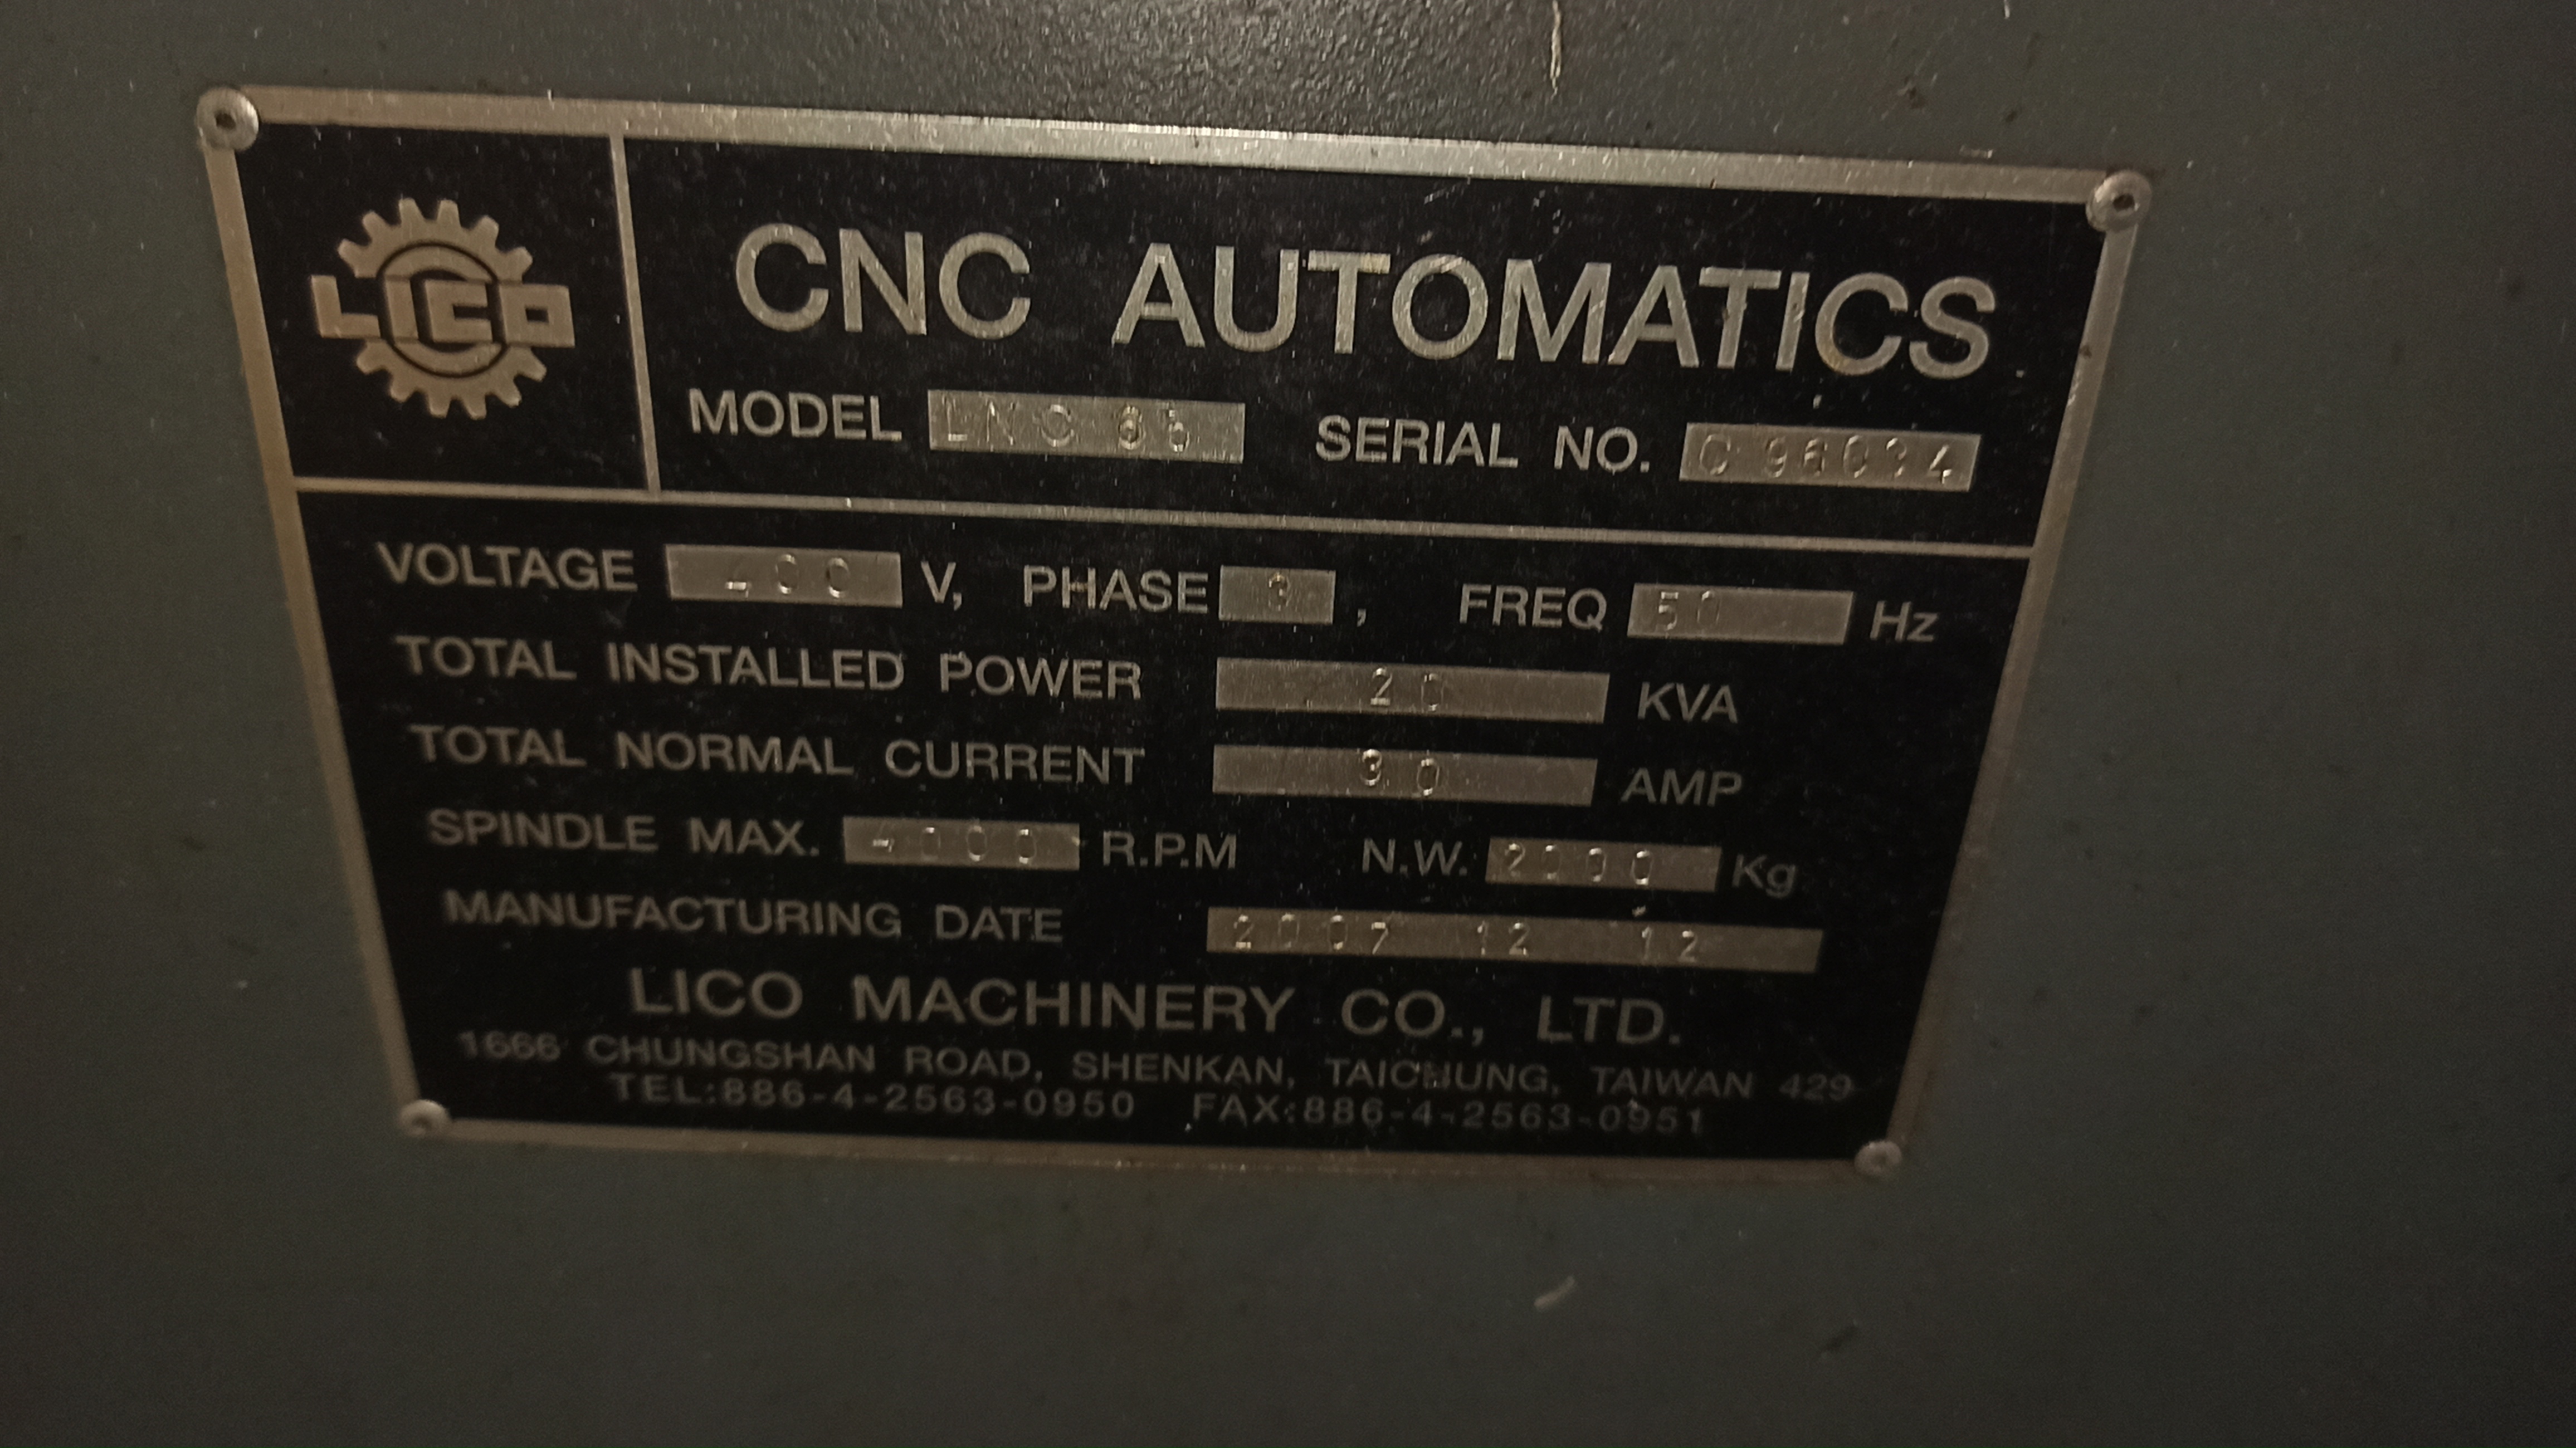 LICO
CNC AUTOMATICS
MODEL LNC 65 SERIAL NO. C 96034
VOLTAGE 400 V, PHASE 3 , FREQ 50 Hz
TOTAL INSTALLED POWER 20 KVA
TOTAL NORMAL CURRENT 30 AMP
SPINDLE MAX. 4000 R.P.M N.W. 2000 Kg
MANUFACTURING DATE 2007 12 12
LICO MACHINERY CO., LTD.
1666 CHUNGSHAN ROAD, SHENKAN, TAICHUNG, TAIWAN 429
TEL:886-4-2563-0950 FAX:886-4-2563-0951